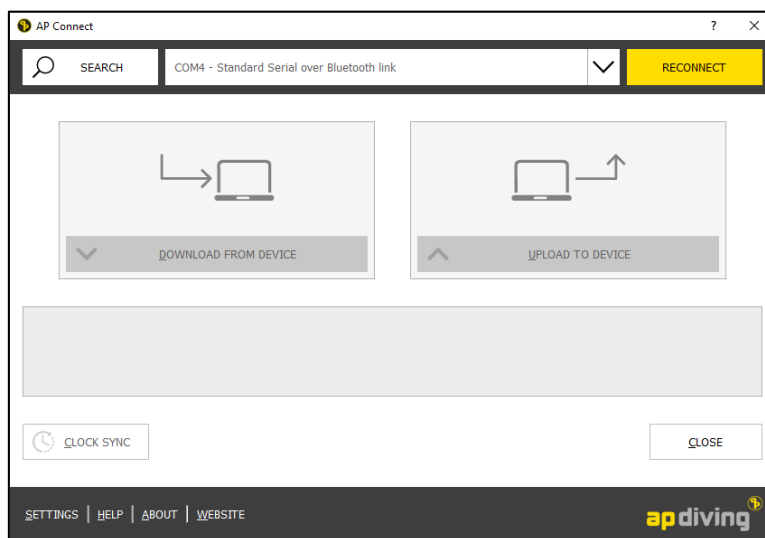 AP Connect
SEARCH
COM4 - Standard Serial over Bluetooth link
RECONNECT
DOWNLOAD FROM DEVICE
UPLOAD TO DEVICE
CLOCK SYNC
CLOSE
SETTINGS | HELP | ABOUT | WEBSITE
apdiving